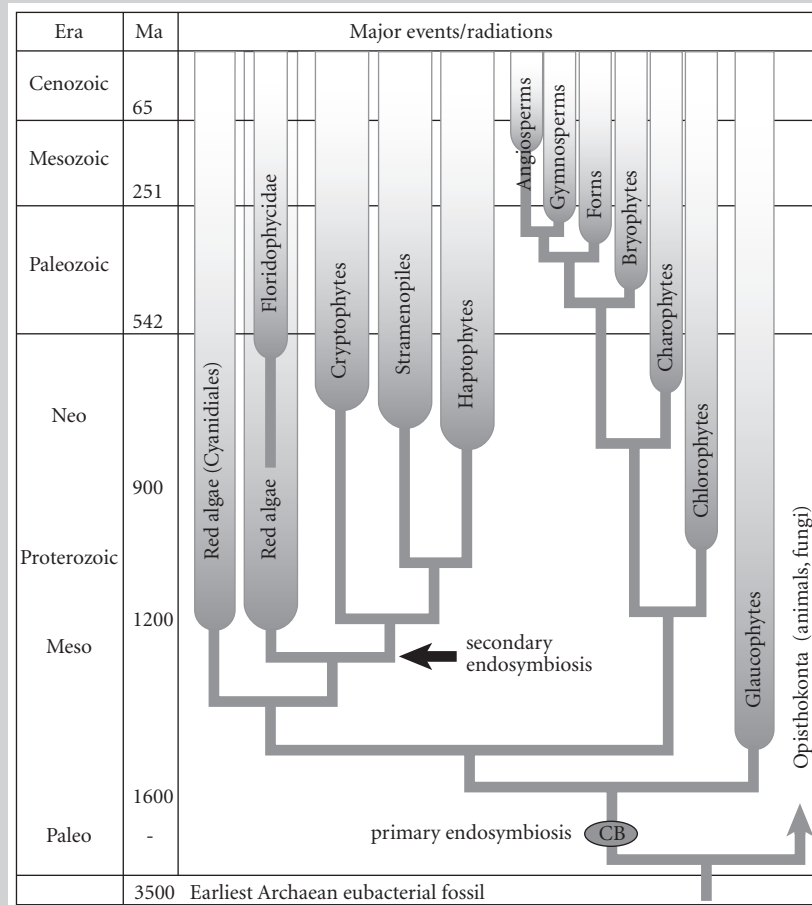 Era Ma Major events/radiations
Cenozoic
65
Mesozoic
251
Paleozoic
542
Neo
900
Proterozoic
1200
Meso
1600
Paleo
-
3500 Earliest Archaean eubacterial fossil
Red algae (Cyanidiales)
Floridophycidae
Red algae
Cryptophytes
Stramenopiles
Haptophytes
Angiosperms
Gymnosperms
Forns
Bryophytes
Charophytes
Chlorophytes
Glaucophytes
Opisthokonta (animals, fungi)
secondary
endosymbiosis
primary endosymbiosis
CB